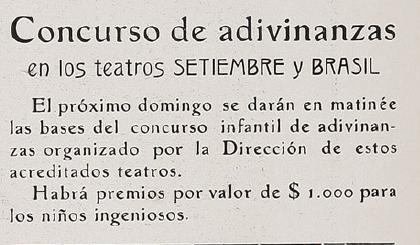 Concurso de adivinanzas
en los teatros SETIEMBRE y BRASIL
El próximo domingo se darán en matinée
las bases del concurso infantil de adivinan-
zas organizado por la Dirección de estos
acreditados teatros.
Habrá premios por valor de $ 1.000 para
los niños ingeniosos.